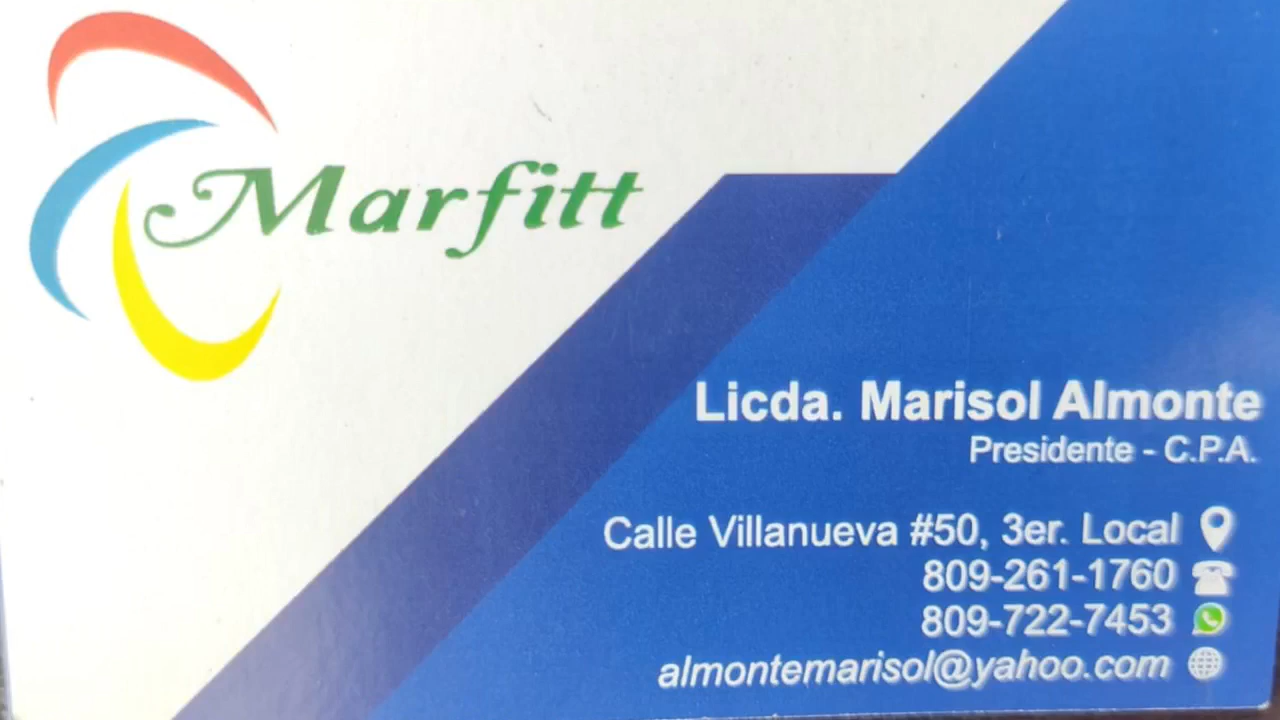 Marfitt
Licda. Marisol Almonte
Presidente - C.P.A.
Calle Villanueva #50, 3er. Local
809-261-1760
809-722-7453
almontemarisol@yahoo.com